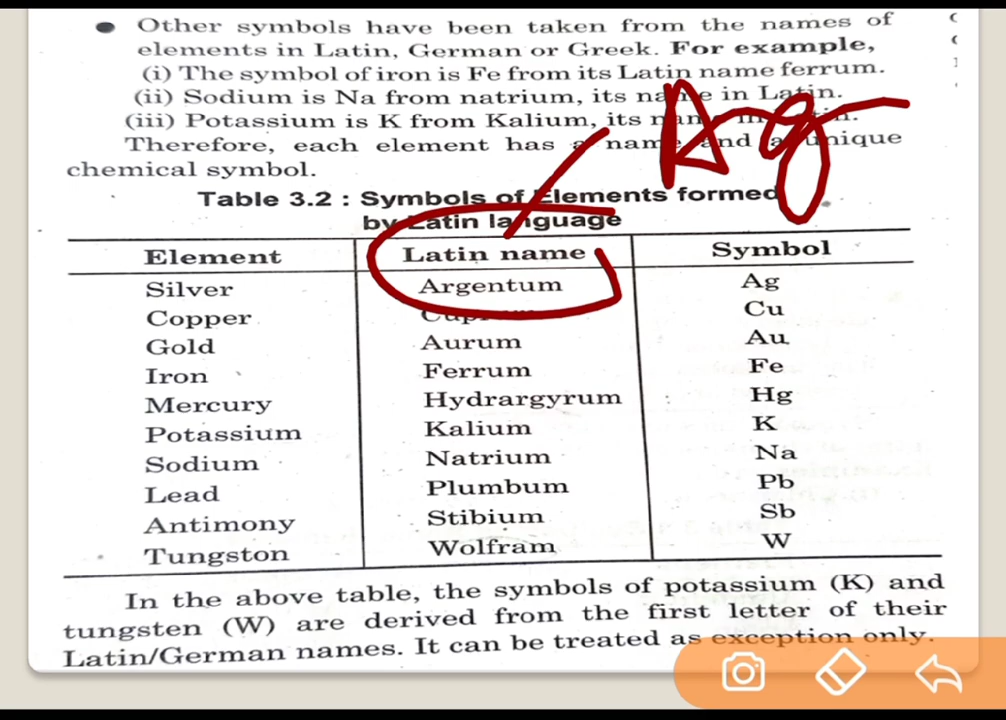 Other symbols have been taken from the names of
elements in Latin, German or Greek. For example,
(i) The symbol of iron is Fe from its Latin name ferrum.
(ii) Sodium is Na from natrium, its name in Latin.
(iii) Potassium is K from Kalium, its name in Latin.
Ag
Therefore, each element has a name and a unique
chemical symbol.
Table 3.2 : Symbols of Elements formed
by Latin language
Element Latin name Symbol
Silver Argentum Ag
Copper Cuprum Cu
Gold Aurum Au
Iron Ferrum Fe
Mercury Hydrargyrum Hg
Potassium Kalium K
Sodium Natrium Na
Lead Plumbum Pb
Antimony Stibium Sb
Tungston Wolfram W
In the above table, the symbols of potassium (K) and
tungsten (W) are derived from the first letter of their
Latin/German names. It can be treated as exception only.